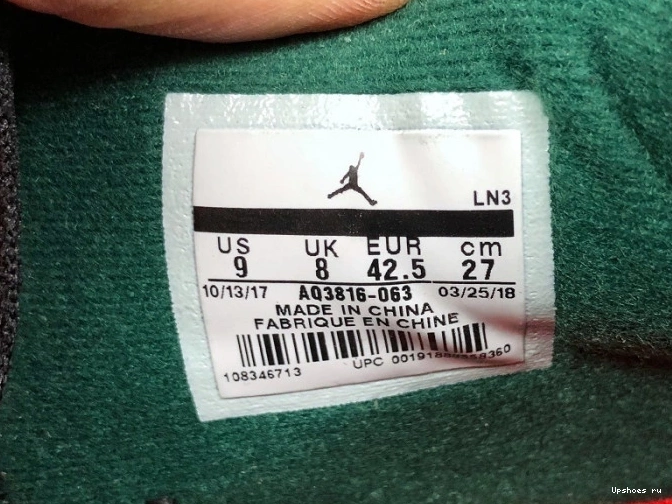 LN3
US UK EUR cm
9 8 42.5 27
10/13/17 AQ3816-063 03/25/18
MADE IN CHINA
FABRIQUE EN CHINE
108346713 UPC
Upshoes ru